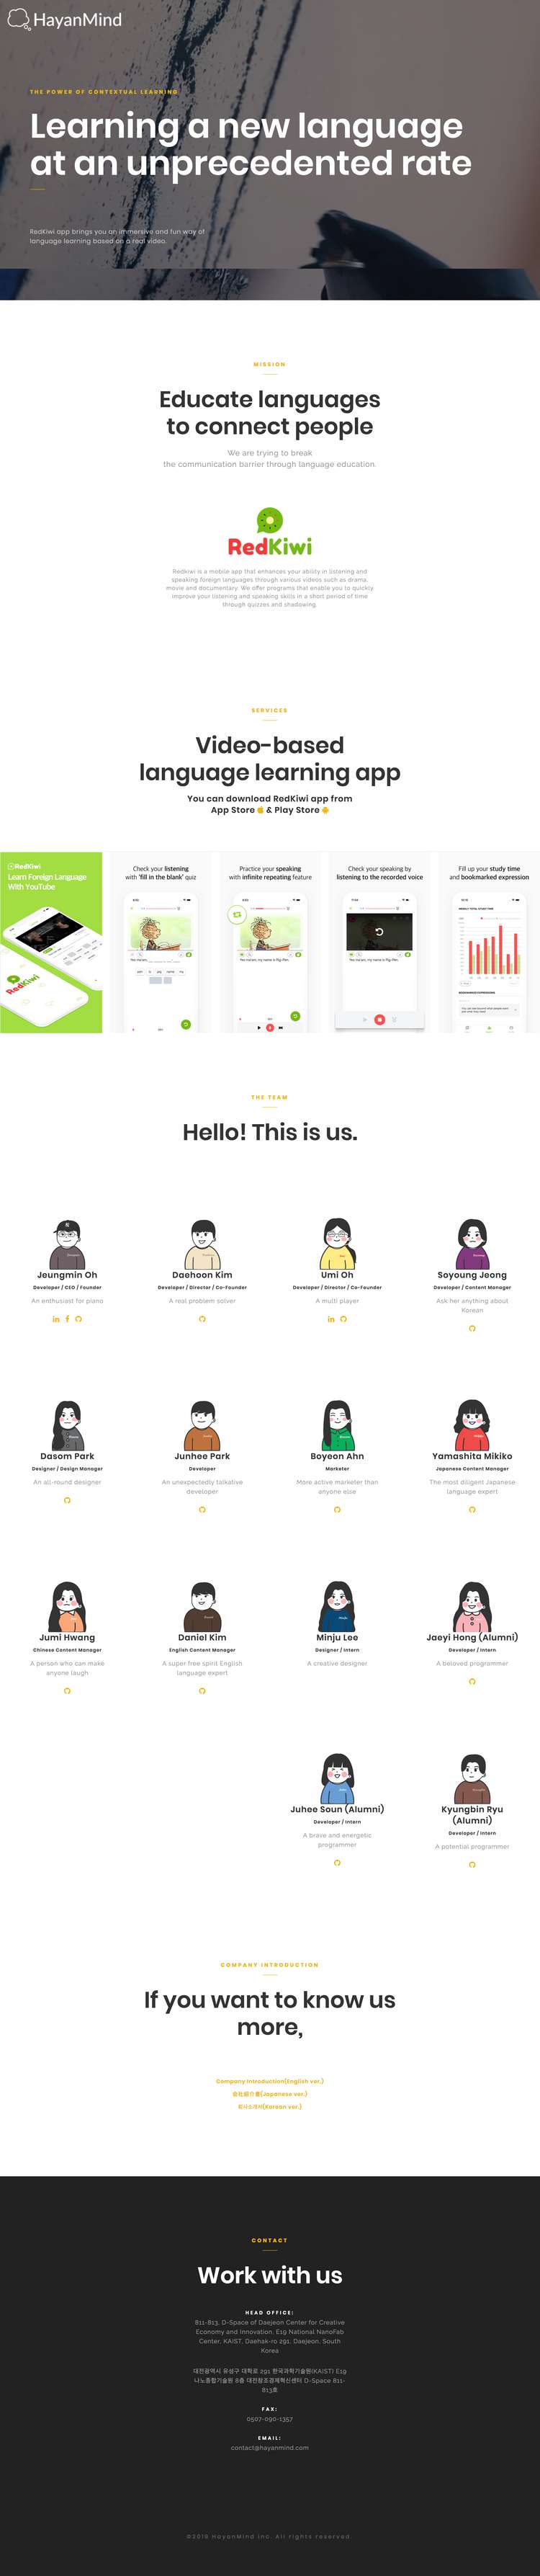 HayanMind
THE POWER OF CONTEXTUAL LEARNING
Learning a new language
at an unprecedented rate
RedKiwi app brings you an immersive and fun way of
language learning based on a real video.
MISSION
Educate languages
to connect people
We are trying to break
the communication barrier through language education.
RedKiwi
Redkiwi is a mobile app that enhances your ability in listening and
speaking foreign languages through various videos such as drama,
movie end documentary. We offer programs that enable you to quickly
improve your listening and speaking skills in a short period of time
through quizzes and shadowing.
SERVICES
Video-based
language learning app
You can download RedKiwi app from
App Store & Play Store
RedKiwi
Learn Foreign Language
With YouTube
RedKiwi
Check your listening
with 'fill in the blank' quiz
Practice your speaking
with infinite repeating feature
Check your speaking by
listening to the recorded voice
Fill up your study time
and bookmarked expression
THE TEAM
Hello! This is us.
Jeungmin Oh
Developer / CEO / Founder
An enthusiast for piano
Daehoon Kim
Developer / Director / Co-Founder
A real problem solver
Umi Oh
Developer / Director / Co-Founder
A multi player
Soyoung Jeong
Developer / Content Manager
Ask her anything about
Korean
Dasom Park
Designer / Design Manager
An all-round designer
Junhee Park
Developer
An unexpectedly talkative
developer
Boyeon Ahn
Marketer
More active marketer than
anyone else
Yamashita Mikiko
Japanese Content Manager
The most diligent Japanese
language expert
Jumi Hwang
Chinese Content Manager
A person who can make
anyone laugh
Daniel Kim
English Content Manager
A super free spirit English
language expert
Minju Lee
Designer / Intern
A creative designer
Jaeyi Hong (Alumni)
Developer / Intern
A beloved programmer
Juhee Soun (Alumni)
Developer / Intern
A brave and energetic
programmer
Kyungbin Ryu
(Alumni)
Developer / Intern
A potential programmer
COMPANY INTRODUCTION
If you want to know us
more,
Company Introduction(English ver.)
会社紹介書(Japanese ver.)
회사소개서(Korean ver.)
CONTACT
Work with us
HEAD OFFICE:
811-813, D-Space of Daejeon Center for Creative
Economy and Innovation, E19 National NanoFab
Center, KAIST, Daehak-ro 291, Daejeon, South
Korea
대전광역시 유성구 대학로 291 한국과학기술원(KAIST) E19
나노종합기술원 8층 대전창조경제혁신센터 D-Space 811-
813호
FAX:
0507-090-1357
EMAIL:
contact@hayanmind.com
©2018 HayanMind Inc. All rights reserved.